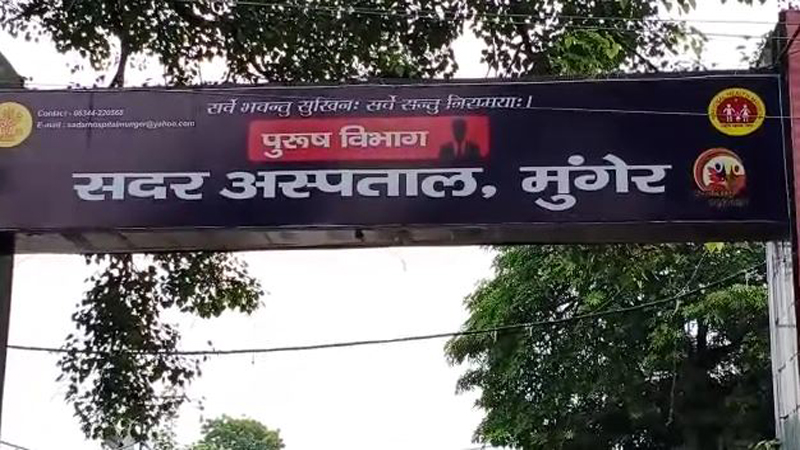 सर्वे भवन्तु सुखिनः सर्वे सन्तु निरामयाः।
Contact - 06344-220568
E-mail : sadarhospitalmunger@yahoo.com
पुरूष विभाग
सदर अस्पताल, मुंगेर